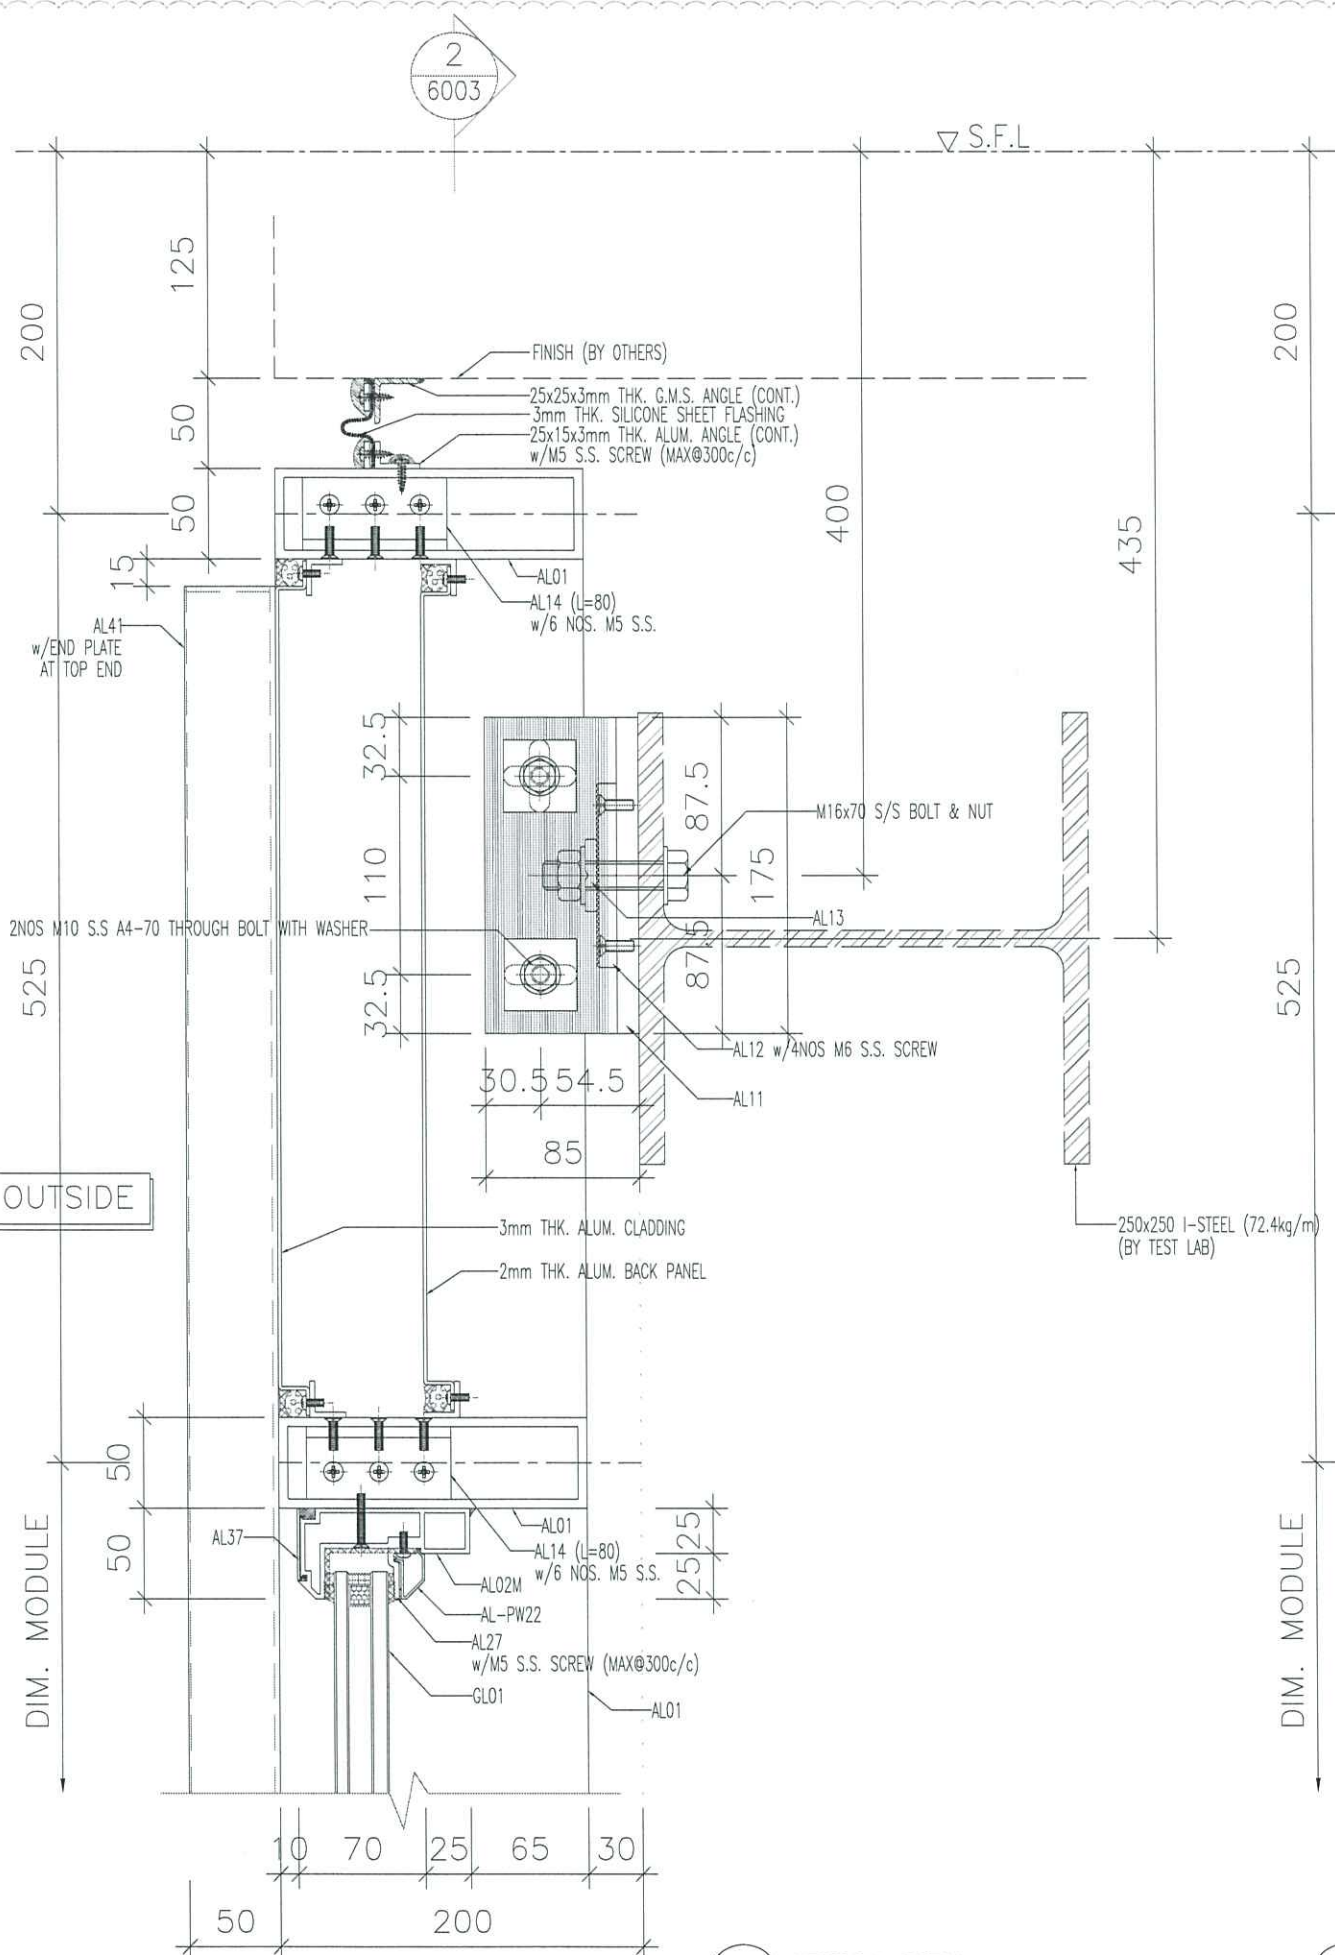 2
6003
S.F.L
125
200
200
FINISH (BY OTHERS)
25x25x3mm THK. G.M.S. ANGLE (CONT.)
3mm THK. SILICONE SHEET FLASHING
25x15x3mm THK. ALUM. ANGLE (CONT.)
w/M5 S.S. SCREW (MAX@300c/c)
50
50
400
435
15
AL01
AL14 (L=80)
w/6 NOS. M5 S.S.
AL41
w/END PLATE
AT TOP END
32.5
87.5
M16x70 S/S BOLT & NUT
110
175
AL13
2NOS M10 S.S A4-70 THROUGH BOLT WITH WASHER
87.5
525
525
32.5
AL12 w/4NOS M6 S.S. SCREW
30.5
54.5
AL11
85
OUTSIDE
3mm THK. ALUM. CLADDING
250x250 I-STEEL (72.4kg/m)
(BY TEST LAB)
2mm THK. ALUM. BACK PANEL
50
AL37
AL01
25
AL14 (L=80)
w/6 NOS. M5 S.S.
50
25
AL02M
AL-PW22
AL27
w/M5 S.S. SCREW (MAX@300c/c)
GL01
AL01
DIM. MODULE
DIM. MODULE
10
70
25
65
30
50
200